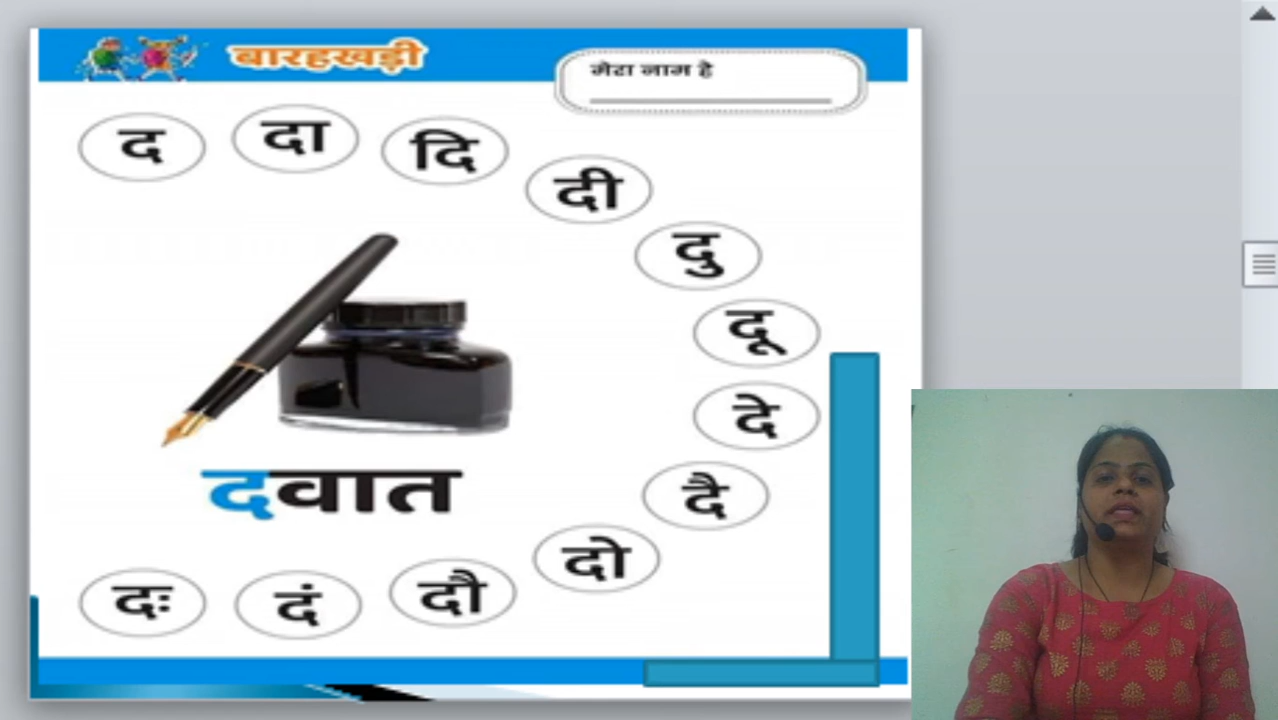 बारहखड़ी
मेरा नाम है
द दा दि दी
दु
दू
दे
दै
दवात
दो
दः दं दौ